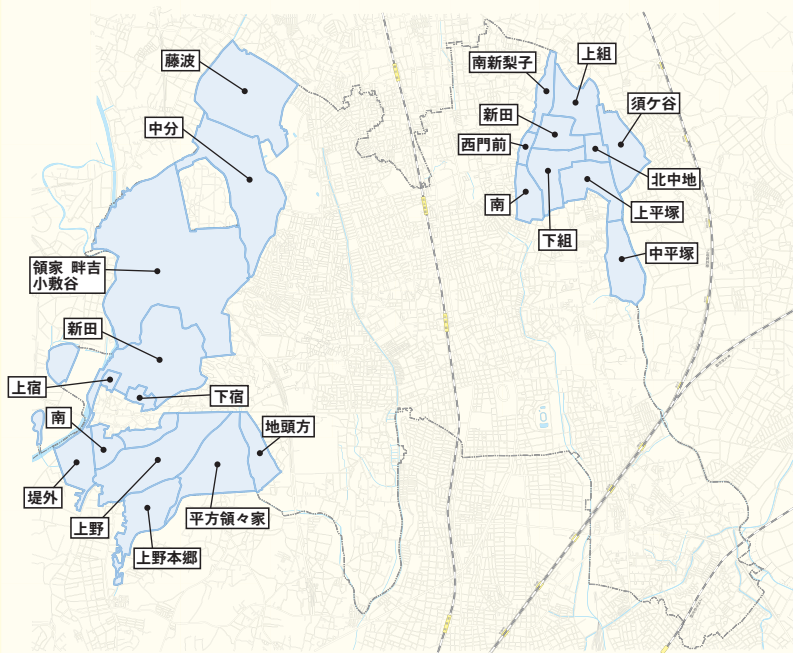 藤波
中分
領家 畔吉
小敷谷
新田
上宿
下宿
南
地頭方
堤外
上野
平方領々家
上野本郷
南新梨子
上組
須ケ谷
新田
西門前
北中地
南
上平塚
下組
中平塚